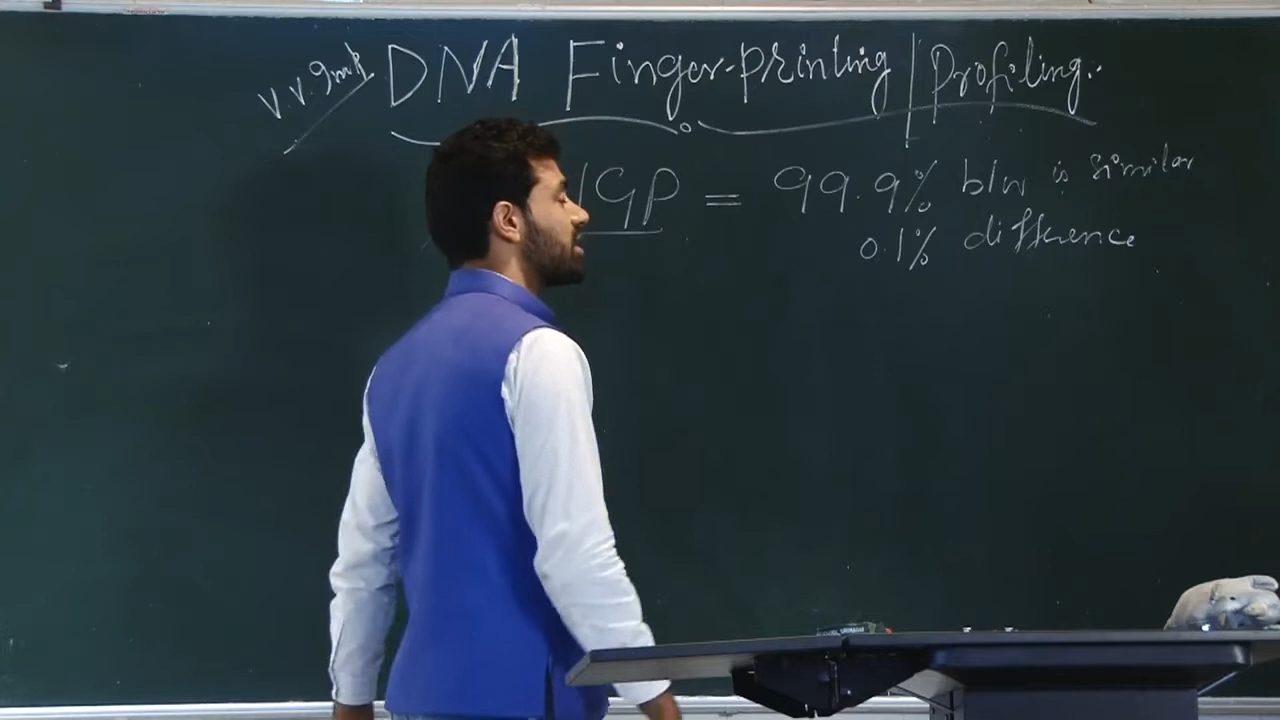 v.v.Imp DNA Finger-printing / Profiling..
HGP = 99.9% b/w is similar
0.1% difference